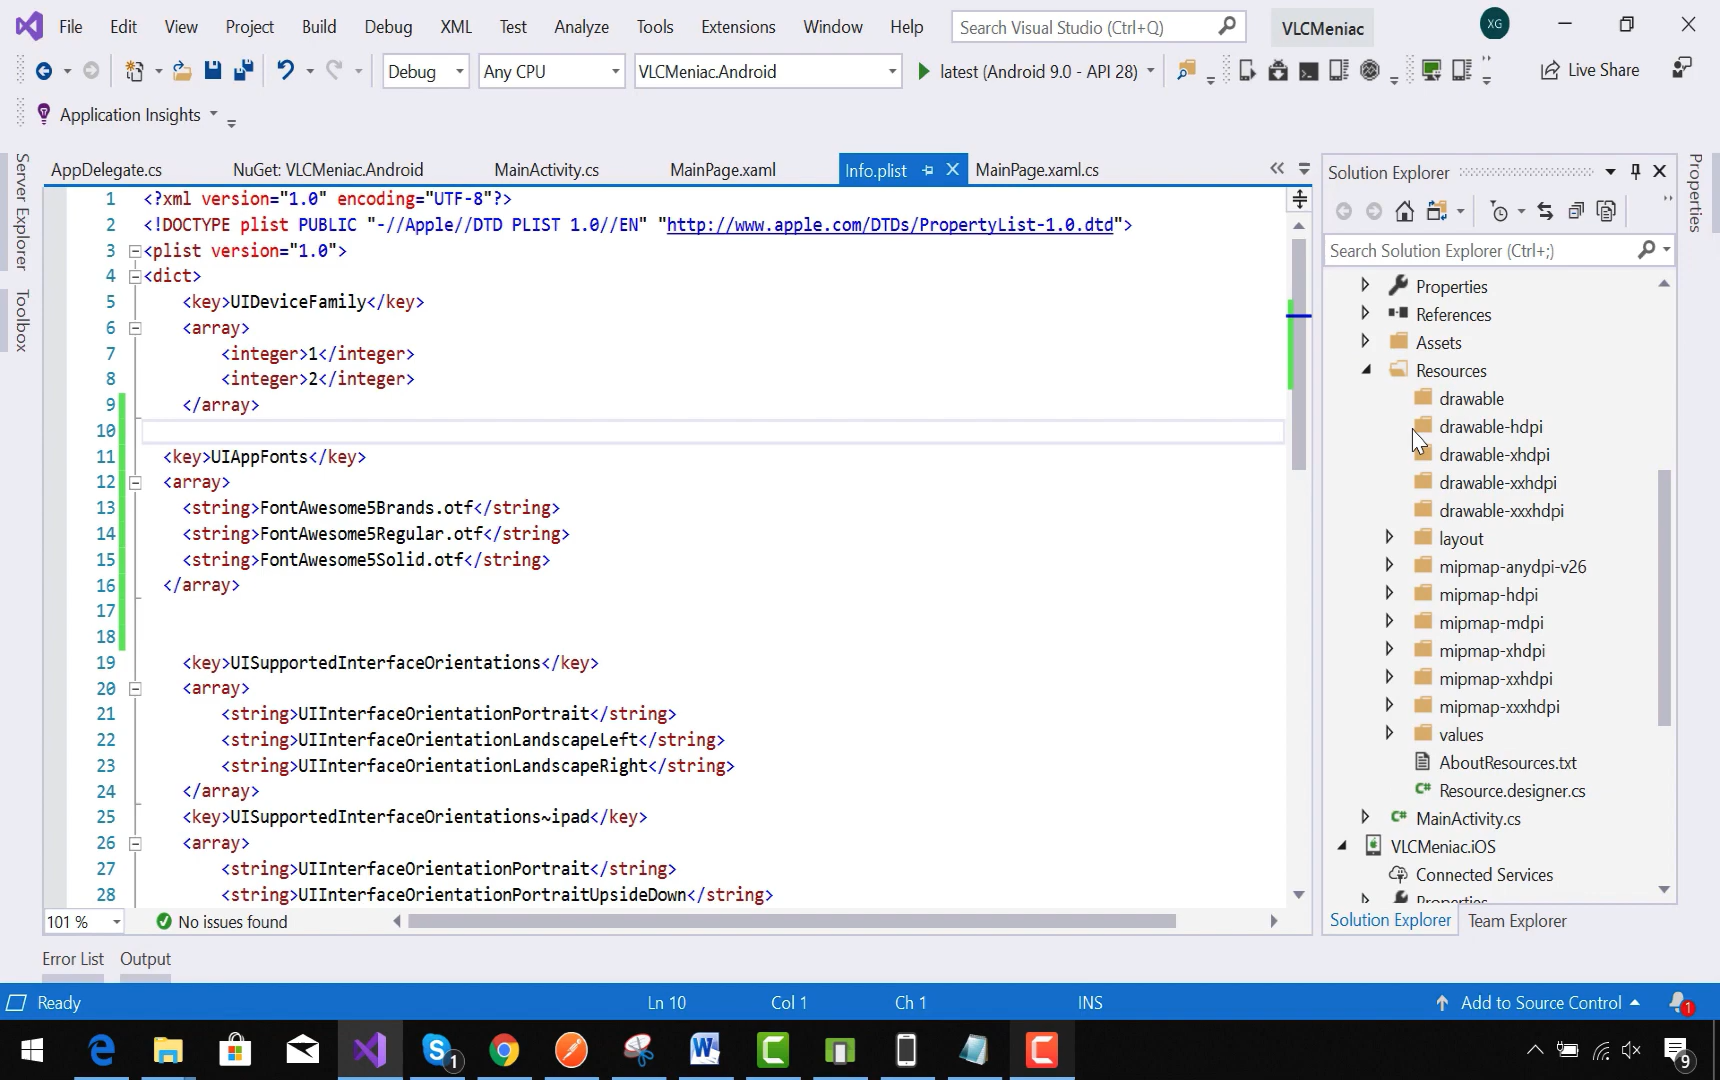 File Edit View Project Build Debug XML Test Analyze Tools Extensions Window Help Search Visual Studio (Ctrl+Q) VLCMeniac XG
Debug Any CPU VLCMeniac.Android latest (Android 9.0 - API 28) Live Share
Application Insights
Server Explorer
Toolbox
AppDelegate.cs NuGet: VLCMeniac.Android MainActivity.cs MainPage.xaml Info.plist MainPage.xaml.cs
1 <?xml version="1.0" encoding="UTF-8"?>
2 <!DOCTYPE plist PUBLIC "-//Apple//DTD PLIST 1.0//EN" "http://www.apple.com/DTDs/PropertyList-1.0.dtd">
3 <plist version="1.0">
4 <dict>
5 <key>UIDeviceFamily</key>
6 <array>
7 <integer>1</integer>
8 <integer>2</integer>
9 </array>
10
11 <key>UIAppFonts</key>
12 <array>
13 <string>FontAwesome5Brands.otf</string>
14 <string>FontAwesome5Regular.otf</string>
15 <string>FontAwesome5Solid.otf</string>
16 </array>
17
18
19 <key>UISupportedInterfaceOrientations</key>
20 <array>
21 <string>UIInterfaceOrientationPortrait</string>
22 <string>UIInterfaceOrientationLandscapeLeft</string>
23 <string>UIInterfaceOrientationLandscapeRight</string>
24 </array>
25 <key>UISupportedInterfaceOrientations~ipad</key>
26 <array>
27 <string>UIInterfaceOrientationPortrait</string>
28 <string>UIInterfaceOrientationPortraitUpsideDown</string>
101 % No issues found
Solution Explorer
Search Solution Explorer (Ctrl+;)
Properties
References
Assets
Resources
drawable
drawable-hdpi
drawable-xhdpi
drawable-xxhdpi
drawable-xxxhdpi
layout
mipmap-anydpi-v26
mipmap-hdpi
mipmap-mdpi
mipmap-xhdpi
mipmap-xxhdpi
mipmap-xxxhdpi
values
AboutResources.txt
C# Resource.designer.cs
C# MainActivity.cs
VLCMeniac.iOS
Connected Services
Properties
Solution Explorer Team Explorer
Properties
Error List Output
Ready Ln 10 Col 1 Ch 1 INS Add to Source Control 1
1 9